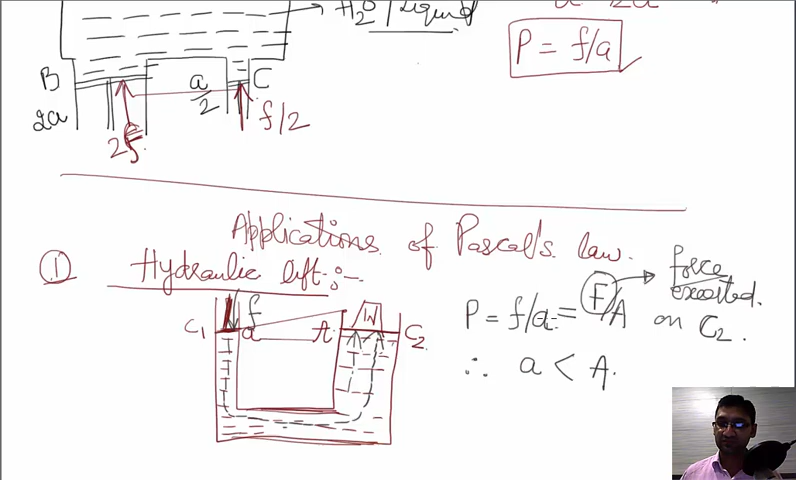 H₂O / Liquid
P = f/a
B
a/2
C
2a
f/2
2f
Applications of Pascal's law.
① Hydraulic lift :-
force
exerted.
on C₂.
f
W
C₁
a
A
C₂
P = f/a = F/A
∴ a < A.